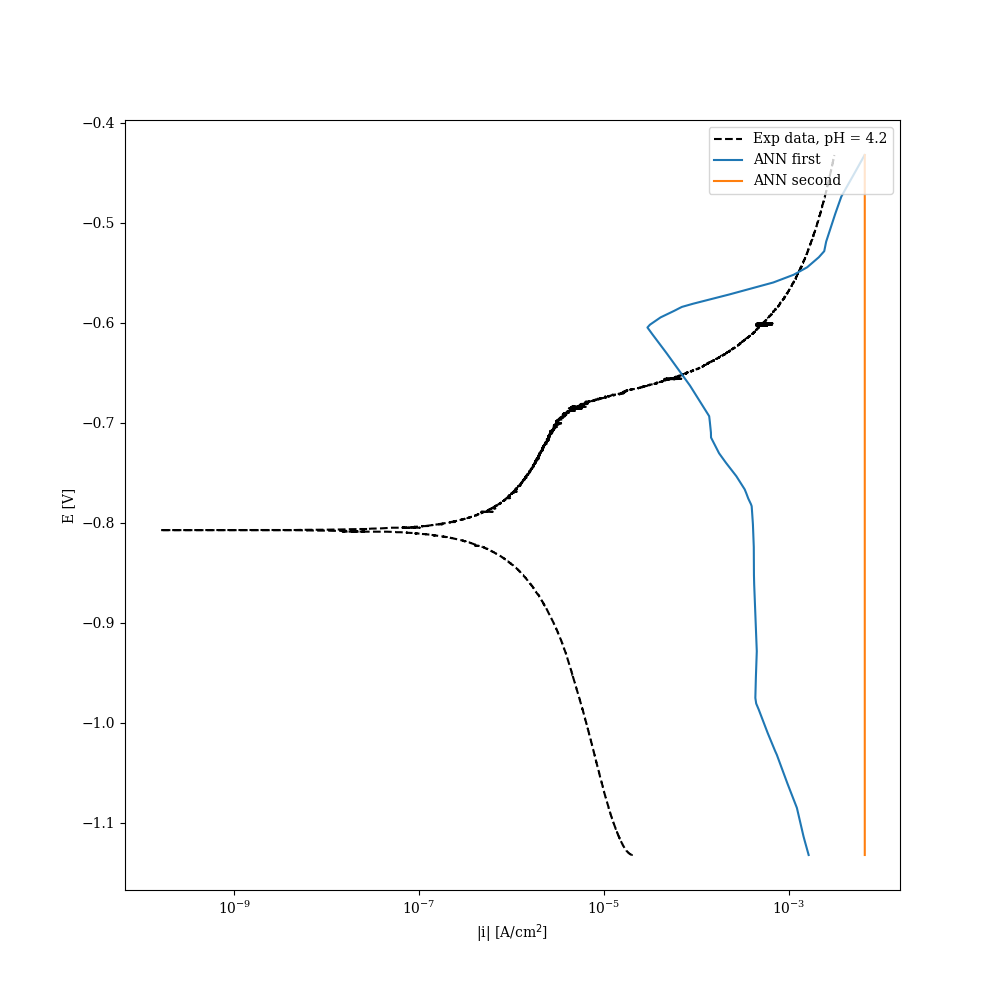 −0.4
Exp data, pH = 4.2
ANN first
ANN second
−0.5
−0.6
−0.7
−0.8
−0.9
−1.0
−1.1
E [V]
10⁻⁹ 10⁻⁷ 10⁻⁵ 10⁻³
|i| [A/cm²]